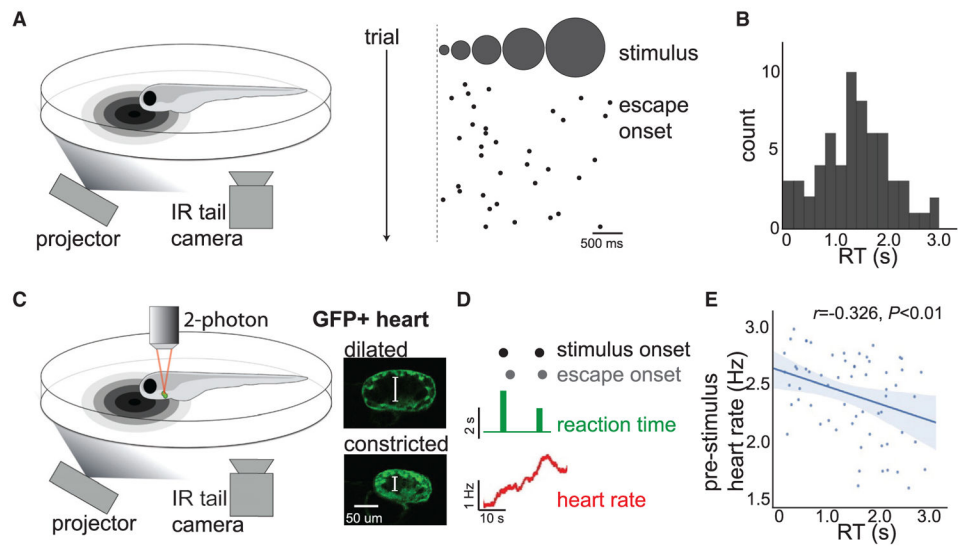 A
trial
stimulus
escape
onset
500 ms
projector
IR tail
camera
B
count
10
5
0
0
1.0
2.0
3.0
RT (s)
C
2-photon
projector
IR tail
camera
GFP+ heart
dilated
constricted
50 um
D
stimulus onset
escape onset
2 s
reaction time
1 Hz
heart rate
10 s
E
r=-0.326, P<0.01
pre-stimulus
heart rate (Hz)
3.0
2.5
2.0
1.5
0
1.0
2.0
3.0
RT (s)